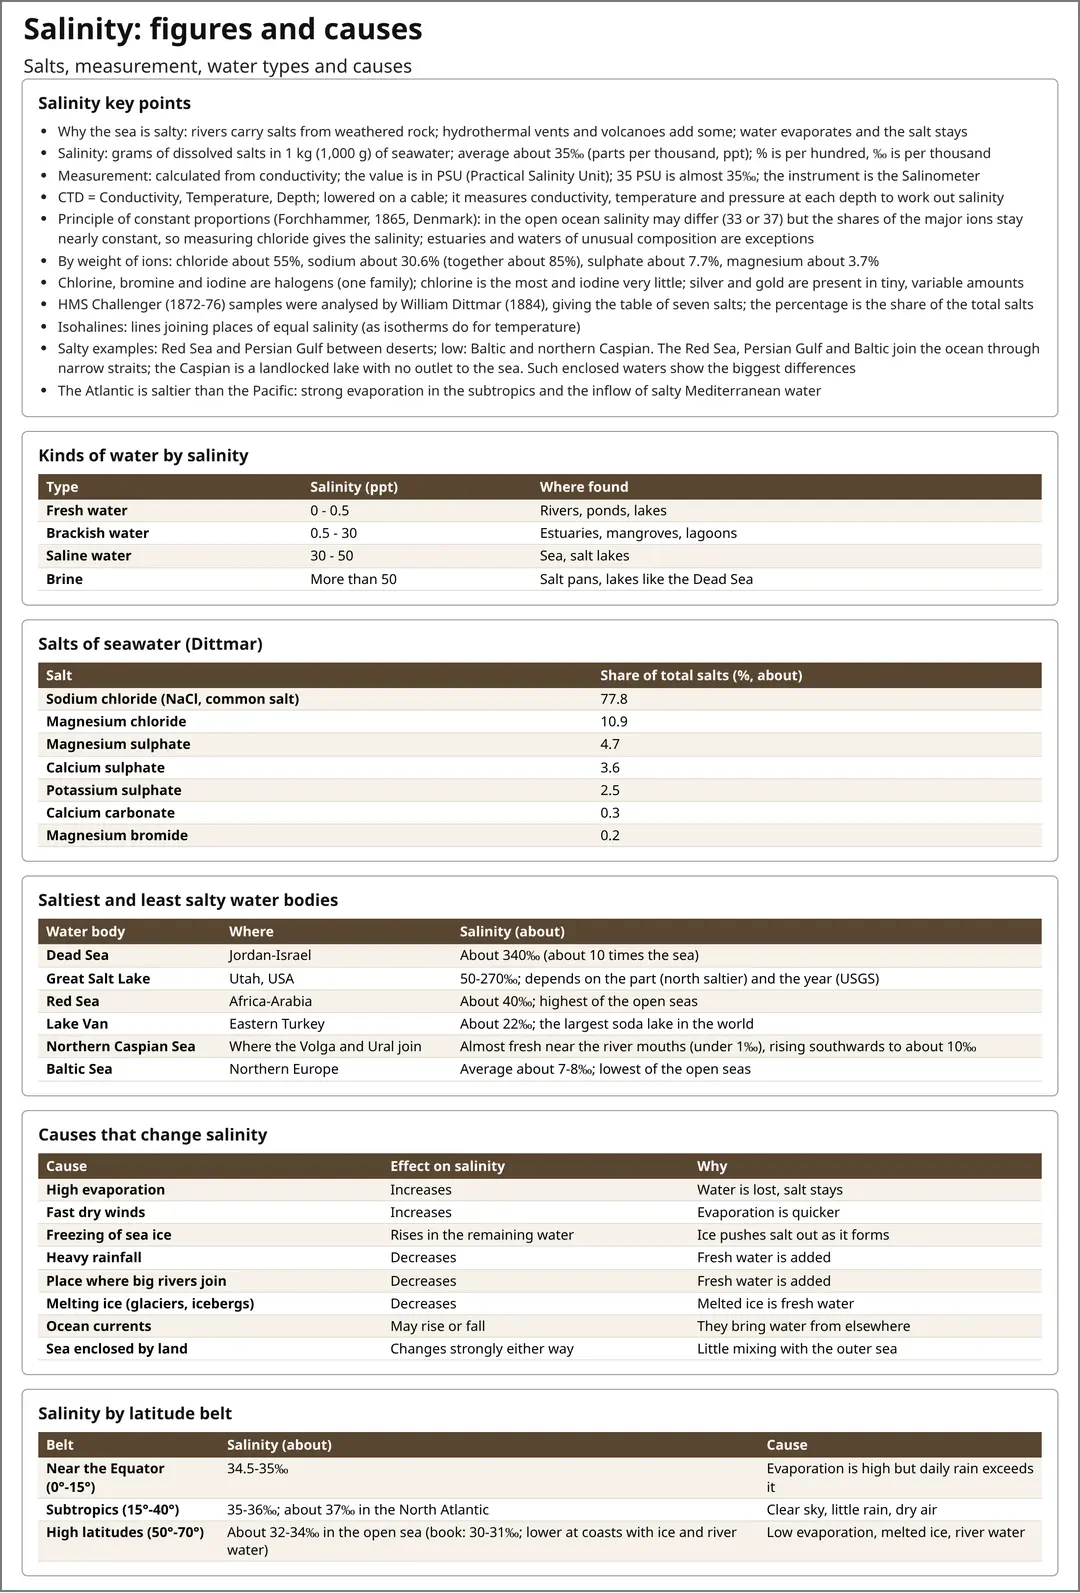 Salinity: figures and causes
Salts, measurement, water types and causes
Salinity key points
• Why the sea is salty: rivers carry salts from weathered rock; hydrothermal vents and volcanoes add some; water evaporates and the salt stays
• Salinity: grams of dissolved salts in 1 kg (1,000 g) of seawater; average about 35‰ (parts per thousand, ppt); % is per hundred, ‰ is per thousand
• Measurement: calculated from conductivity; the value is in PSU (Practical Salinity Unit); 35 PSU is almost 35‰; the instrument is the Salinometer
• CTD = Conductivity, Temperature, Depth; lowered on a cable; it measures conductivity, temperature and pressure at each depth to work out salinity
• Principle of constant proportions (Forchhammer, 1865, Denmark): in the open ocean salinity may differ (33 or 37) but the shares of the major ions stay
nearly constant, so measuring chloride gives the salinity; estuaries and waters of unusual composition are exceptions
• By weight of ions: chloride about 55%, sodium about 30.6% (together about 85%), sulphate about 7.7%, magnesium about 3.7%
• Chlorine, bromine and iodine are halogens (one family); chlorine is the most and iodine very little; silver and gold are present in tiny, variable amounts
• HMS Challenger (1872-76) samples were analysed by William Dittmar (1884), giving the table of seven salts; the percentage is the share of the total salts
• Isohalines: lines joining places of equal salinity (as isotherms do for temperature)
• Salty examples: Red Sea and Persian Gulf between deserts; low: Baltic and northern Caspian. The Red Sea, Persian Gulf and Baltic join the ocean through
narrow straits; the Caspian is a landlocked lake with no outlet to the sea. Such enclosed waters show the biggest differences
• The Atlantic is saltier than the Pacific: strong evaporation in the subtropics and the inflow of salty Mediterranean water
Kinds of water by salinity
Type Salinity (ppt) Where found
Fresh water 0 - 0.5 Rivers, ponds, lakes
Brackish water 0.5 - 30 Estuaries, mangroves, lagoons
Saline water 30 - 50 Sea, salt lakes
Brine More than 50 Salt pans, lakes like the Dead Sea
Salts of seawater (Dittmar)
Salt Share of total salts (%, about)
Sodium chloride (NaCl, common salt) 77.8
Magnesium chloride 10.9
Magnesium sulphate 4.7
Calcium sulphate 3.6
Potassium sulphate 2.5
Calcium carbonate 0.3
Magnesium bromide 0.2
Saltiest and least salty water bodies
Water body Where Salinity (about)
Dead Sea Jordan-Israel About 340‰ (about 10 times the sea)
Great Salt Lake Utah, USA 50-270‰; depends on the part (north saltier) and the year (USGS)
Red Sea Africa-Arabia About 40‰; highest of the open seas
Lake Van Eastern Turkey About 22‰; the largest soda lake in the world
Northern Caspian Sea Where the Volga and Ural join Almost fresh near the river mouths (under 1‰), rising southwards to about 10‰
Baltic Sea Northern Europe Average about 7-8‰; lowest of the open seas
Causes that change salinity
Cause Effect on salinity Why
High evaporation Increases Water is lost, salt stays
Fast dry winds Increases Evaporation is quicker
Freezing of sea ice Rises in the remaining water Ice pushes salt out as it forms
Heavy rainfall Decreases Fresh water is added
Place where big rivers join Decreases Fresh water is added
Melting ice (glaciers, icebergs) Decreases Melted ice is fresh water
Ocean currents May rise or fall They bring water from elsewhere
Sea enclosed by land Changes strongly either way Little mixing with the outer sea
Salinity by latitude belt
Belt Salinity (about) Cause
Near the Equator 34.5-35‰ Evaporation is high but daily rain exceeds
(0°-15°) it
Subtropics (15°-40°) 35-36‰; about 37‰ in the North Atlantic Clear sky, little rain, dry air
High latitudes (50°-70°) About 32-34‰ in the open sea (book: 30-31‰; lower at coasts with ice and river Low evaporation, melted ice, river water
water)